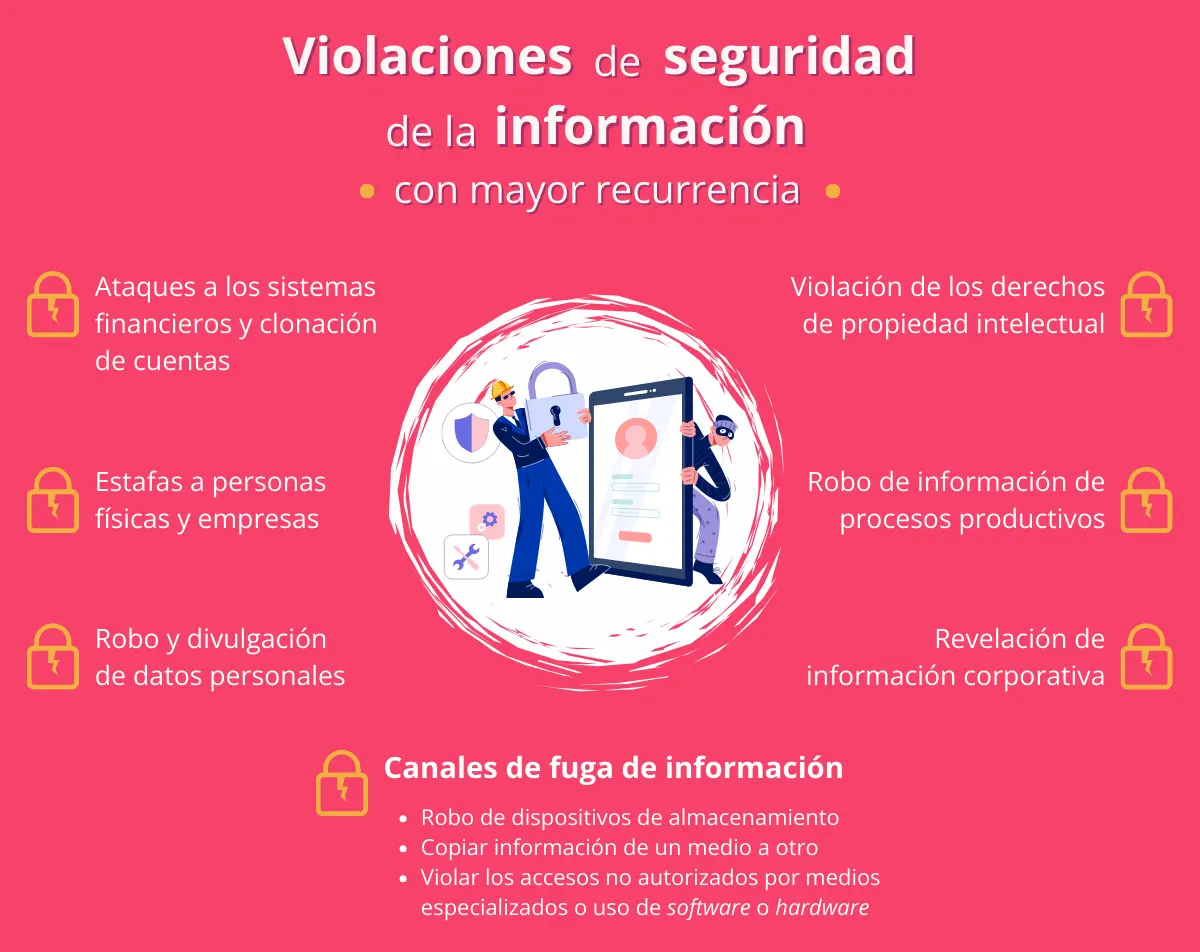 Violaciones de seguridad
de la información
• con mayor recurrencia •
Ataques a los sistemas
financieros y clonación
de cuentas
Estafas a personas
físicas y empresas
Robo y divulgación
de datos personales
Violación de los derechos
de propiedad intelectual
Robo de información de
procesos productivos
Revelación de
información corporativa
Canales de fuga de información
• Robo de dispositivos de almacenamiento
• Copiar información de un medio a otro
• Violar los accesos no autorizados por medios
especializados o uso de software o hardware